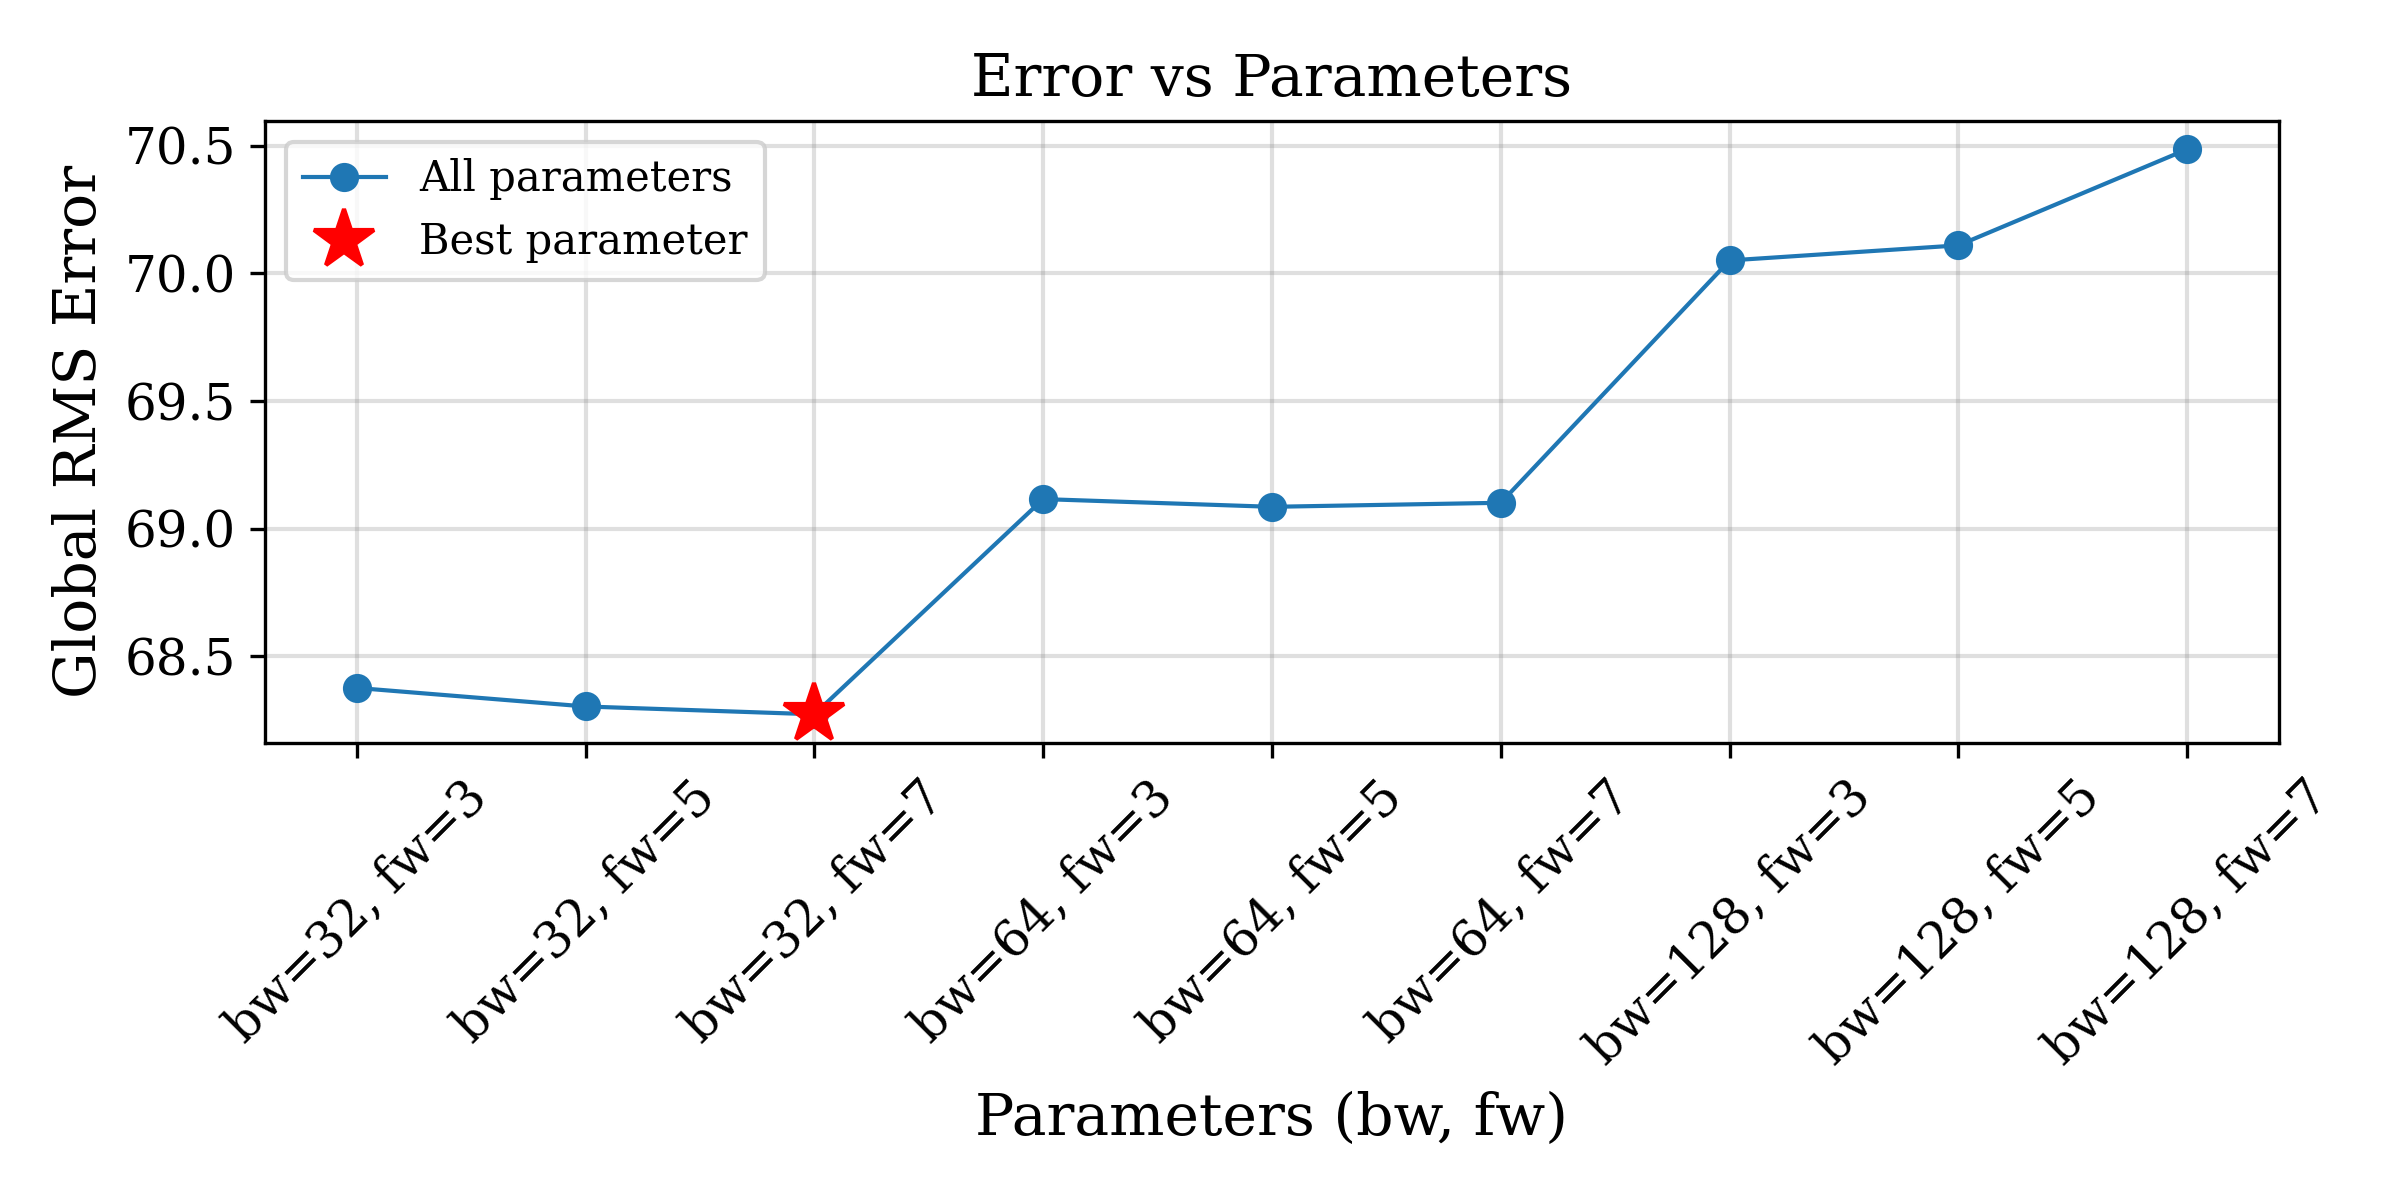 Error vs Parameters
Global RMS Error
70.5
70.0
69.5
69.0
68.5
All parameters
Best parameter
bw=32, fw=3
bw=32, fw=5
bw=32, fw=7
bw=64, fw=3
bw=64, fw=5
bw=64, fw=7
bw=128, fw=3
bw=128, fw=5
bw=128, fw=7
Parameters (bw, fw)